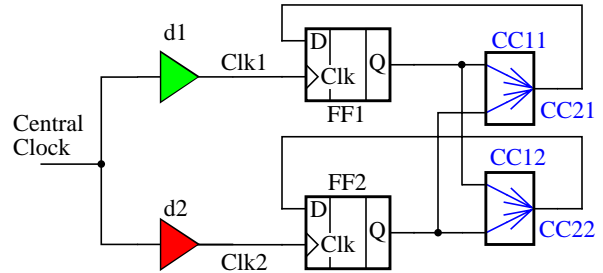 d1
Clk1
D
Q
Clk
FF1
CC11
CC21
Central
Clock
d2
Clk2
FF2
D
Q
Clk
CC12
CC22